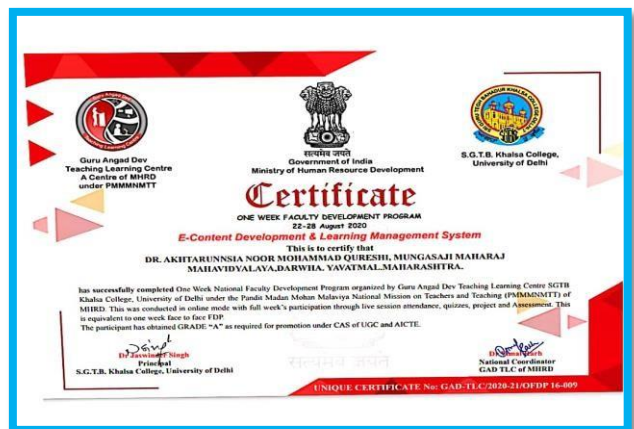 Guru Angad Dev
Teaching Learning Centre
Guru Angad Dev
Teaching Learning Centre
A Centre of MHRD
under PMMMNMTT
सत्यमेव जयते
Government of India
Ministry of Human Resource Development
S.G.T.B. Khalsa College,
University of Delhi
Certificate
ONE WEEK FACULTY DEVELOPMENT PROGRAM
22-28 August 2020
E-Content Development & Learning Management System
This is to certify that
DR. AKHTARUNNSIA NOOR MOHAMMAD QURESHI, MUNGASAJI MAHARAJ
MAHAVIDYALAYA,DARWHA, YAVATMAL.MAHARASHTRA.
has successfully completed One Week National Faculty Development Program organized by Guru Angad Dev Teaching Learning Centre SGTB
Khalsa College, University of Delhi under the Pandit Madan Mohan Malaviya National Mission on Teachers and Teaching (PMMMNMTT) of
MHRD. This was conducted in online mode with full week's participation through live session attendance, quizzes, project and Assessment. This
is equivalent to one week face to face FDP.
The participant has obtained GRADE "A" as required for promotion under CAS of UGC and AICTE.
Dr Jaswinder Singh
Principal
S.G.T.B. Khalsa College, University of Delhi
सत्यमेव जयते
National Coordinator
GAD TLC of MHRD
UNIQUE CERTIFICATE No: GAD-TLC/2020-21/OFDP 16-009